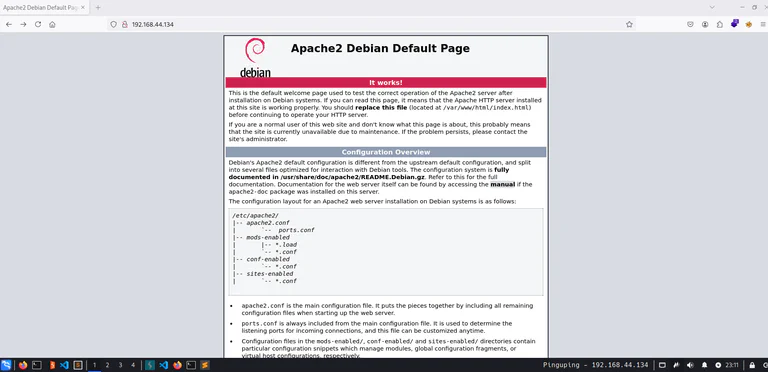 Apache2 Debian Default Pag
192.168.44.134
debian
Apache2 Debian Default Page
It works!
This is the default welcome page used to test the correct operation of the Apache2 server after
installation on Debian systems. If you can read this page, it means that the Apache HTTP server installed
at this site is working properly. You should replace this file (located at /var/www/html/index.html)
before continuing to operate your HTTP server.
If you are a normal user of this web site and don't know what this page is about, this probably means
that the site is currently unavailable due to maintenance. If the problem persists, please contact the
site's administrator.
Configuration Overview
Debian's Apache2 default configuration is different from the upstream default configuration, and split
into several files optimized for interaction with Debian tools. The configuration system is fully
documented in /usr/share/doc/apache2/README.Debian.gz. Refer to this for the full
documentation. Documentation for the web server itself can be found by accessing the manual if the
apache2-doc package was installed on this server.
The configuration layout for an Apache2 web server installation on Debian systems is as follows:
/etc/apache2/
|-- apache2.conf
|       `--  ports.conf
|-- mods-enabled
|       |-- *.load
|       `-- *.conf
|-- conf-enabled
|       `-- *.conf
|-- sites-enabled
|       `-- *.conf
• apache2.conf is the main configuration file. It puts the pieces together by including all remaining
configuration files when starting up the web server.
• ports.conf is always included from the main configuration file. It is used to determine the
listening ports for incoming connections, and this file can be customized anytime.
• Configuration files in the mods-enabled/, conf-enabled/ and sites-enabled/ directories contain
particular configuration snippets which manage modules, global configuration fragments, or
virtual host configurations, respectively.
1 2 3 4
Pinguping - 192.168.44.134
23:11